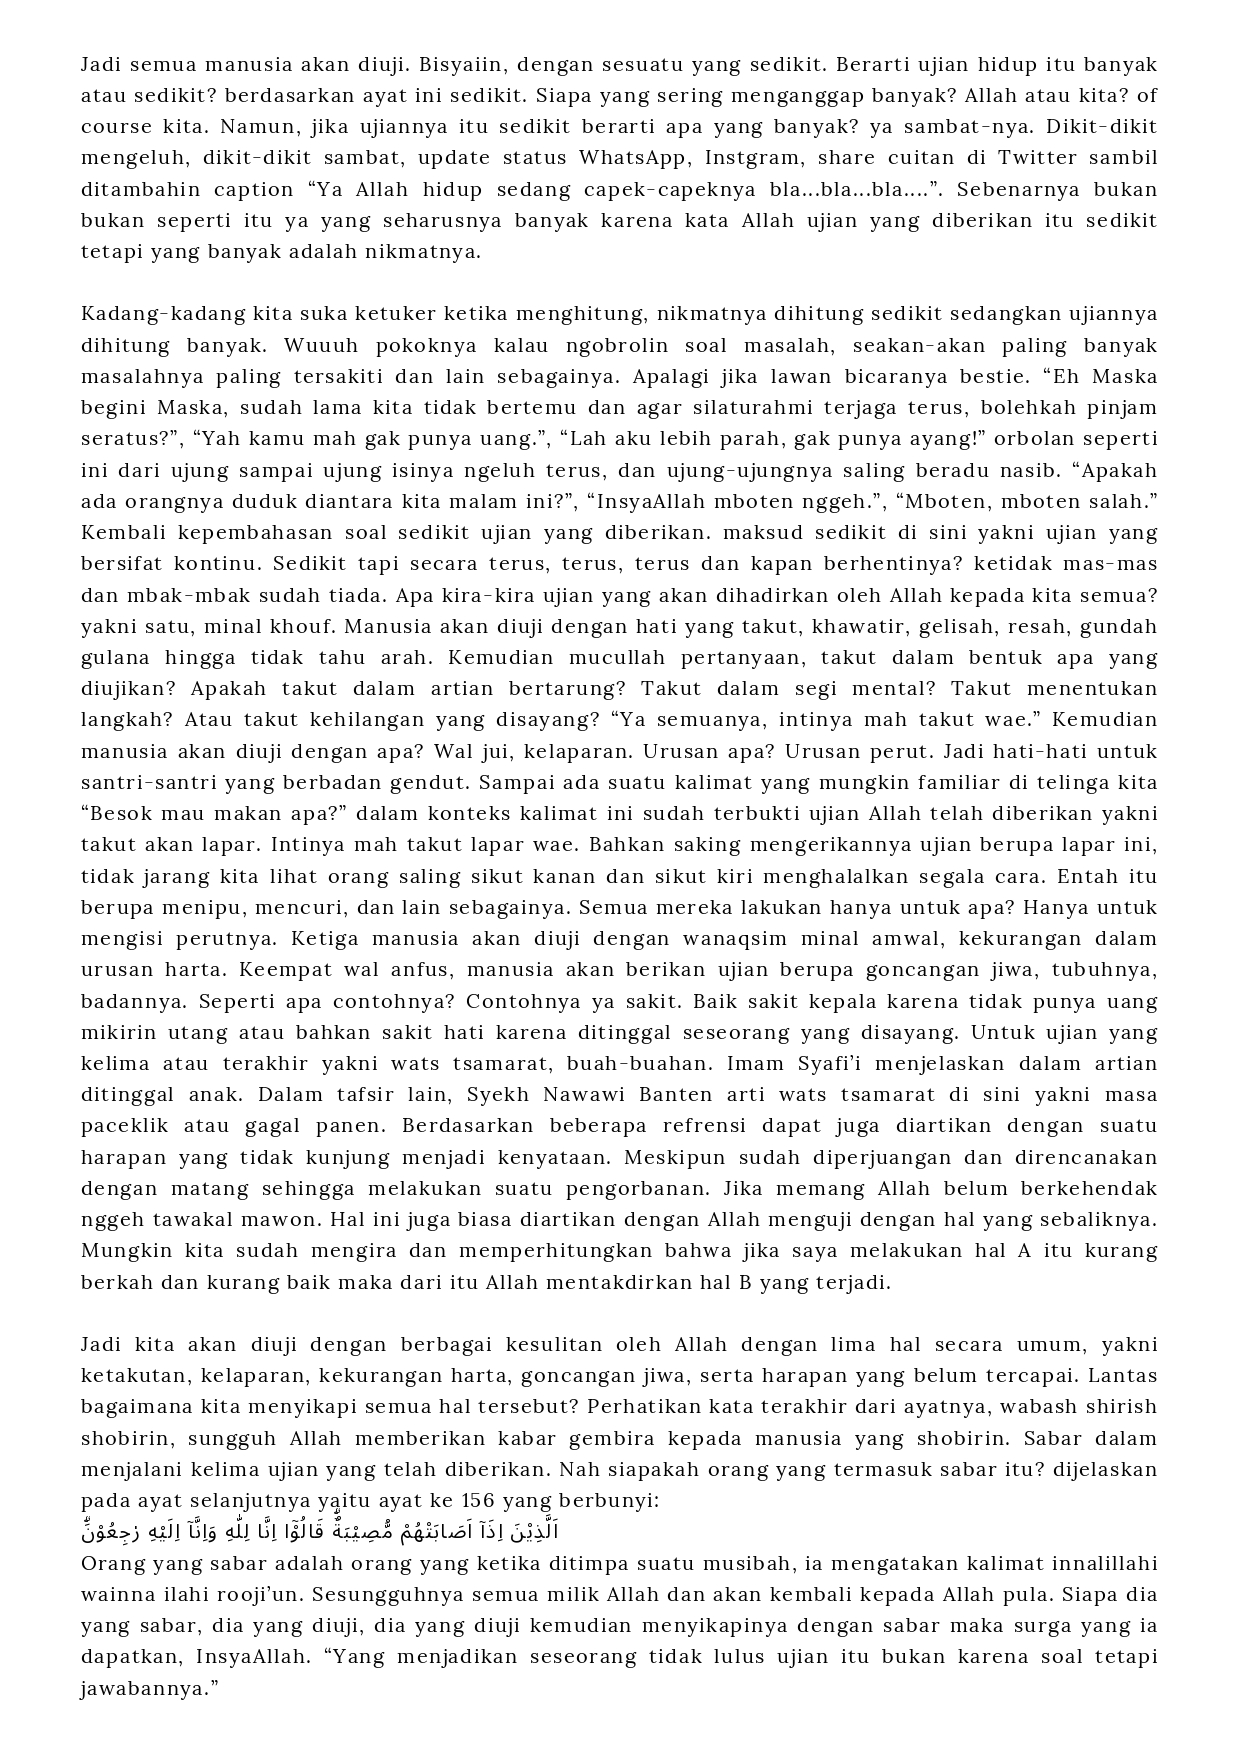 Jadi semua manusia akan diuji. Bisyaiin, dengan sesuatu yang sedikit. Berarti ujian hidup itu banyak
atau sedikit? berdasarkan ayat ini sedikit. Siapa yang sering menganggap banyak? Allah atau kita? of
course kita. Namun, jika ujiannya itu sedikit berarti apa yang banyak? ya sambat-nya. Dikit-dikit
mengeluh, dikit-dikit sambat, update status WhatsApp, Instgram, share cuitan di Twitter sambil
ditambahin caption “Ya Allah hidup sedang capek-capeknya bla...bla...bla....”. Sebenarnya bukan
bukan seperti itu ya yang seharusnya banyak karena kata Allah ujian yang diberikan itu sedikit
tetapi yang banyak adalah nikmatnya.
Kadang-kadang kita suka ketuker ketika menghitung, nikmatnya dihitung sedikit sedangkan ujiannya
dihitung banyak. Wuuuh pokoknya kalau ngobrolin soal masalah, seakan-akan paling banyak
masalahnya paling tersakiti dan lain sebagainya. Apalagi jika lawan bicaranya bestie. “Eh Maska
begini Maska, sudah lama kita tidak bertemu dan agar silaturahmi terjaga terus, bolehkah pinjam
seratus?”, “Yah kamu mah gak punya uang.”, “Lah aku lebih parah, gak punya ayang!” orbolan seperti
ini dari ujung sampai ujung isinya ngeluh terus, dan ujung-ujungnya saling beradu nasib. “Apakah
ada orangnya duduk diantara kita malam ini?”, “InsyaAllah mboten nggeh.”, “Mboten, mboten salah.”
Kembali kepembahasan soal sedikit ujian yang diberikan. maksud sedikit di sini yakni ujian yang
bersifat kontinu. Sedikit tapi secara terus, terus, terus dan kapan berhentinya? ketidak mas-mas
dan mbak-mbak sudah tiada. Apa kira-kira ujian yang akan dihadirkan oleh Allah kepada kita semua?
yakni satu, minal khouf. Manusia akan diuji dengan hati yang takut, khawatir, gelisah, resah, gundah
gulana hingga tidak tahu arah. Kemudian mucullah pertanyaan, takut dalam bentuk apa yang
diujikan? Apakah takut dalam artian bertarung? Takut dalam segi mental? Takut menentukan
langkah? Atau takut kehilangan yang disayang? “Ya semuanya, intinya mah takut wae.” Kemudian
manusia akan diuji dengan apa? Wal jui, kelaparan. Urusan apa? Urusan perut. Jadi hati-hati untuk
santri-santri yang berbadan gendut. Sampai ada suatu kalimat yang mungkin familiar di telinga kita
“Besok mau makan apa?” dalam konteks kalimat ini sudah terbukti ujian Allah telah diberikan yakni
takut akan lapar. Intinya mah takut lapar wae. Bahkan saking mengerikannya ujian berupa lapar ini,
tidak jarang kita lihat orang saling sikut kanan dan sikut kiri menghalalkan segala cara. Entah itu
berupa menipu, mencuri, dan lain sebagainya. Semua mereka lakukan hanya untuk apa? Hanya untuk
mengisi perutnya. Ketiga manusia akan diuji dengan wanaqsim minal amwal, kekurangan dalam
urusan harta. Keempat wal anfus, manusia akan berikan ujian berupa goncangan jiwa, tubuhnya,
badannya. Seperti apa contohnya? Contohnya ya sakit. Baik sakit kepala karena tidak punya uang
mikirin utang atau bahkan sakit hati karena ditinggal seseorang yang disayang. Untuk ujian yang
kelima atau terakhir yakni wats tsamarat, buah-buahan. Imam Syafi’i menjelaskan dalam artian
ditinggal anak. Dalam tafsir lain, Syekh Nawawi Banten arti wats tsamarat di sini yakni masa
paceklik atau gagal panen. Berdasarkan beberapa refrensi dapat juga diartikan dengan suatu
harapan yang tidak kunjung menjadi kenyataan. Meskipun sudah diperjuangan dan direncanakan
dengan matang sehingga melakukan suatu pengorbanan. Jika memang Allah belum berkehendak
nggeh tawakal mawon. Hal ini juga biasa diartikan dengan Allah menguji dengan hal yang sebaliknya.
Mungkin kita sudah mengira dan memperhitungkan bahwa jika saya melakukan hal A itu kurang
berkah dan kurang baik maka dari itu Allah mentakdirkan hal B yang terjadi.
Jadi kita akan diuji dengan berbagai kesulitan oleh Allah dengan lima hal secara umum, yakni
ketakutan, kelaparan, kekurangan harta, goncangan jiwa, serta harapan yang belum tercapai. Lantas
bagaimana kita menyikapi semua hal tersebut? Perhatikan kata terakhir dari ayatnya, wabash shirish
shobirin, sungguh Allah memberikan kabar gembira kepada manusia yang shobirin. Sabar dalam
menjalani kelima ujian yang telah diberikan. Nah siapakah orang yang termasuk sabar itu? dijelaskan
pada ayat selanjutnya yaitu ayat ke 156 yang berbunyi:
اَلَّذِيْنَ اِذَآ اَصَابَتْهُمْ مُّصِيْبَةٌۗ قَالُوْٓا اِنَّا لِلّٰهِ وَاِنَّآ اِلَيْهِ رٰجِعُوْنَۗ
Orang yang sabar adalah orang yang ketika ditimpa suatu musibah, ia mengatakan kalimat innalillahi
wainna ilahi rooji’un. Sesungguhnya semua milik Allah dan akan kembali kepada Allah pula. Siapa dia
yang sabar, dia yang diuji, dia yang diuji kemudian menyikapinya dengan sabar maka surga yang ia
dapatkan, InsyaAllah. “Yang menjadikan seseorang tidak lulus ujian itu bukan karena soal tetapi
jawabannya.”